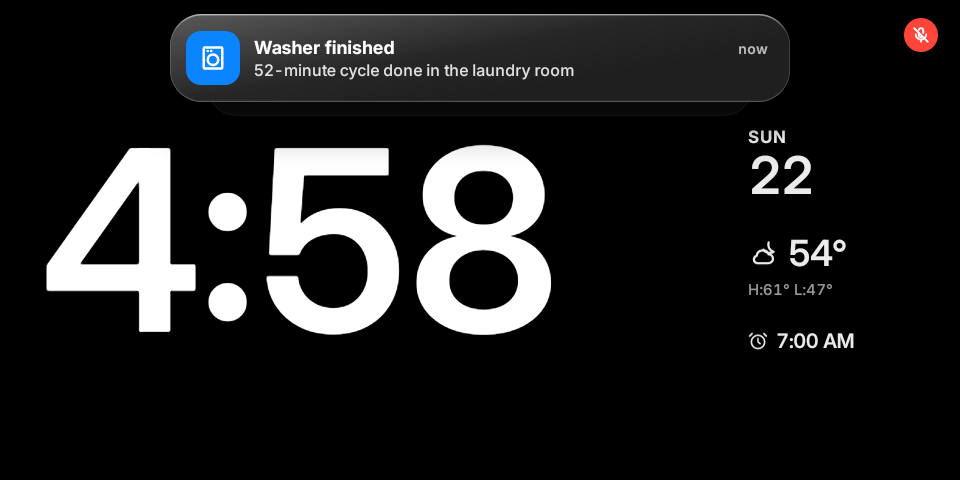 Washer finished
now
52-minute cycle done in the laundry room
4:58
SUN
22
54°
H:61° L:47°
7:00 AM